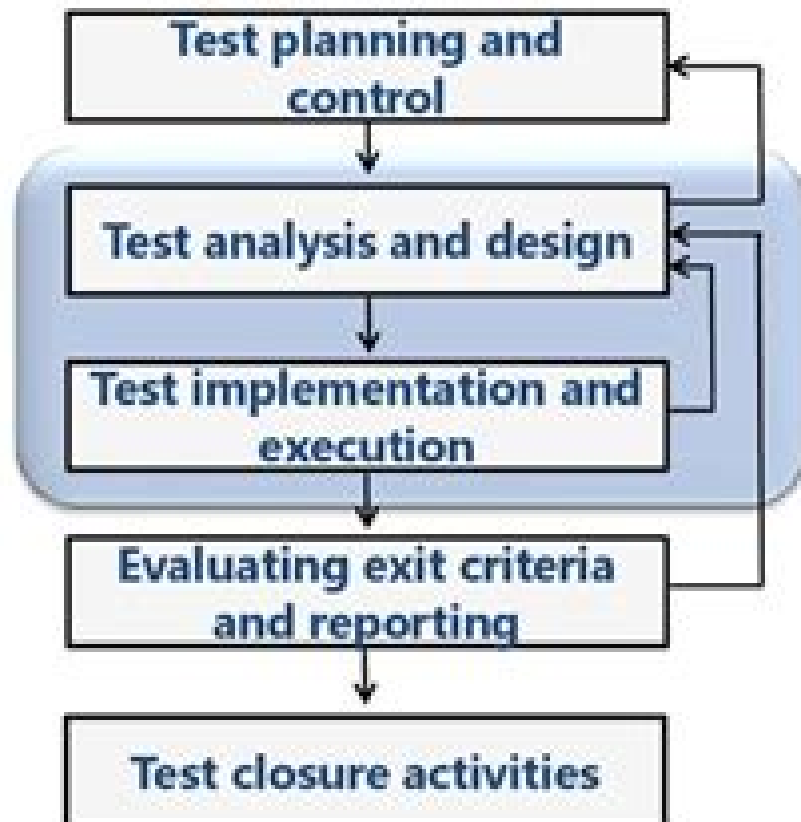 Test planning and
control
Test analysis and design
Test implementation and
execution
Evaluating exit criteria
and reporting
Test closure activities